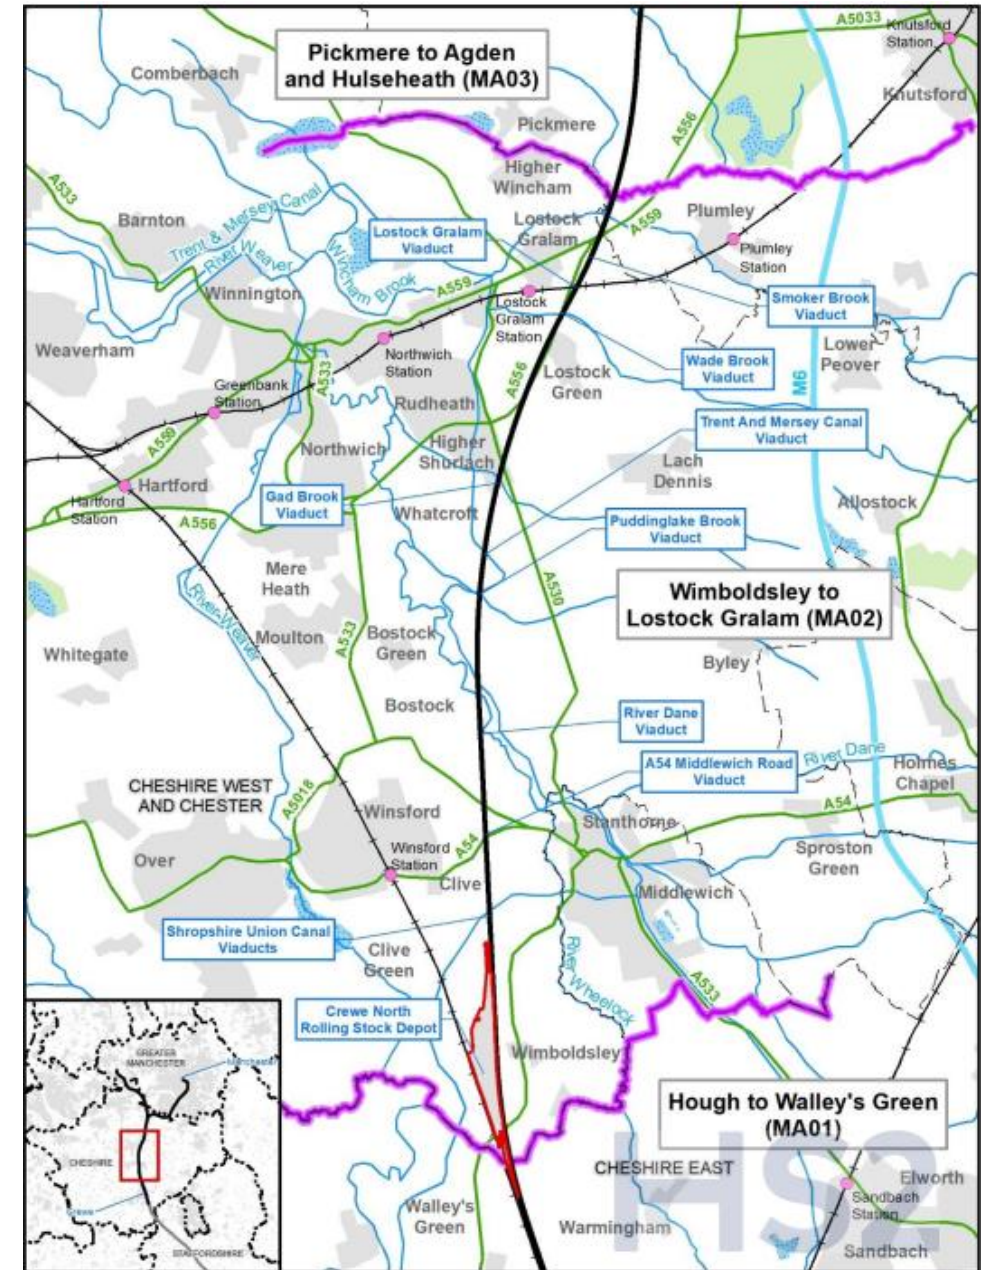 A5033
Knutsford
Station
Pickmere to Agden
and Hulseheath (MA03)
Comberbach
Knutsford
Pickmere
A556
Higher
Wincham
A533
Barnton
Trent & Mersey Canal
Lostock Gralam
Viaduct
Lostock
Gralam
A559
Plumley
River Weaver
Wincham Brook
Plumley
Station
Winnington
A559
Smoker Brook
Viaduct
Lostock
Gralam
Station
Weaverham
Northwich
Station
Lower
Peover
Wade Brook
Viaduct
M6
Greenbank
Station
A533
A556
Lostock
Green
Rudheath
Trent And Mersey Canal
Viaduct
A559
Northwich
Higher
Shurlach
Lach
Dennis
Hartford
Hartford
Station
Gad Brook
Viaduct
Whatcroft
Allostock
A556
Puddinglake Brook
Viaduct
Mere
Heath
A530
Wimboldsley to
Lostock Gralam (MA02)
River Weaver
Moulton
A533
Bostock
Green
Whitegate
Byley
Bostock
River Dane
Viaduct
A54 Middlewich Road
Viaduct
River Dane
Holmes
Chapel
CHESHIRE WEST
AND CHESTER
A5018
Winsford
Stanthorne
A54
Over
Winsford
Station
A54
Sproston
Green
Clive
Middlewich
Shropshire Union Canal
Viaducts
Clive
Green
River Wheelock
A533
Crewe North
Rolling Stock Depot
Wimboldsley
GREATER
MANCHESTER
Manchester
Hough to Walley's Green
(MA01)
CHESHIRE
HS2
CHESHIRE EAST
Elworth
Crewe
Walley's
Green
Sandbach
Station
Warmingham
STAFFORDSHIRE
Sandbach